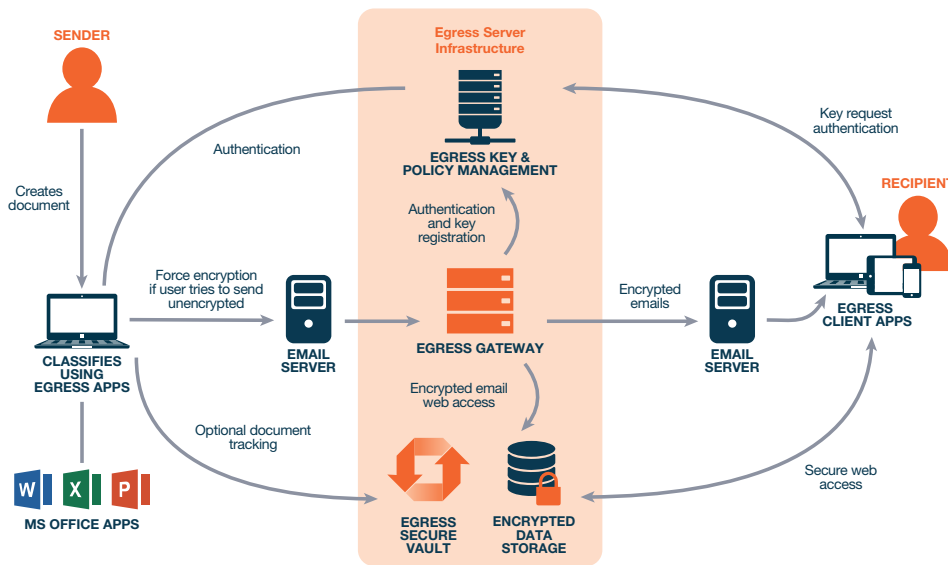 SENDER
Egress Server
Infrastructure
Key request
authentication
Authentication
EGRESS KEY &
POLICY MANAGEMENT
Creates
document
RECIPIENT
Authentication
and key
registration
Force encryption
if user tries to send
unencrypted
Encrypted
emails
EGRESS
CLIENT APPS
CLASSIFIES
USING
EGRESS APPS
EMAIL
SERVER
EGRESS GATEWAY
EMAIL
SERVER
Encrypted email
web access
Optional document
tracking
Secure web
access
W
X
P
MS OFFICE APPS
EGRESS
SECURE
VAULT
ENCRYPTED
DATA
STORAGE